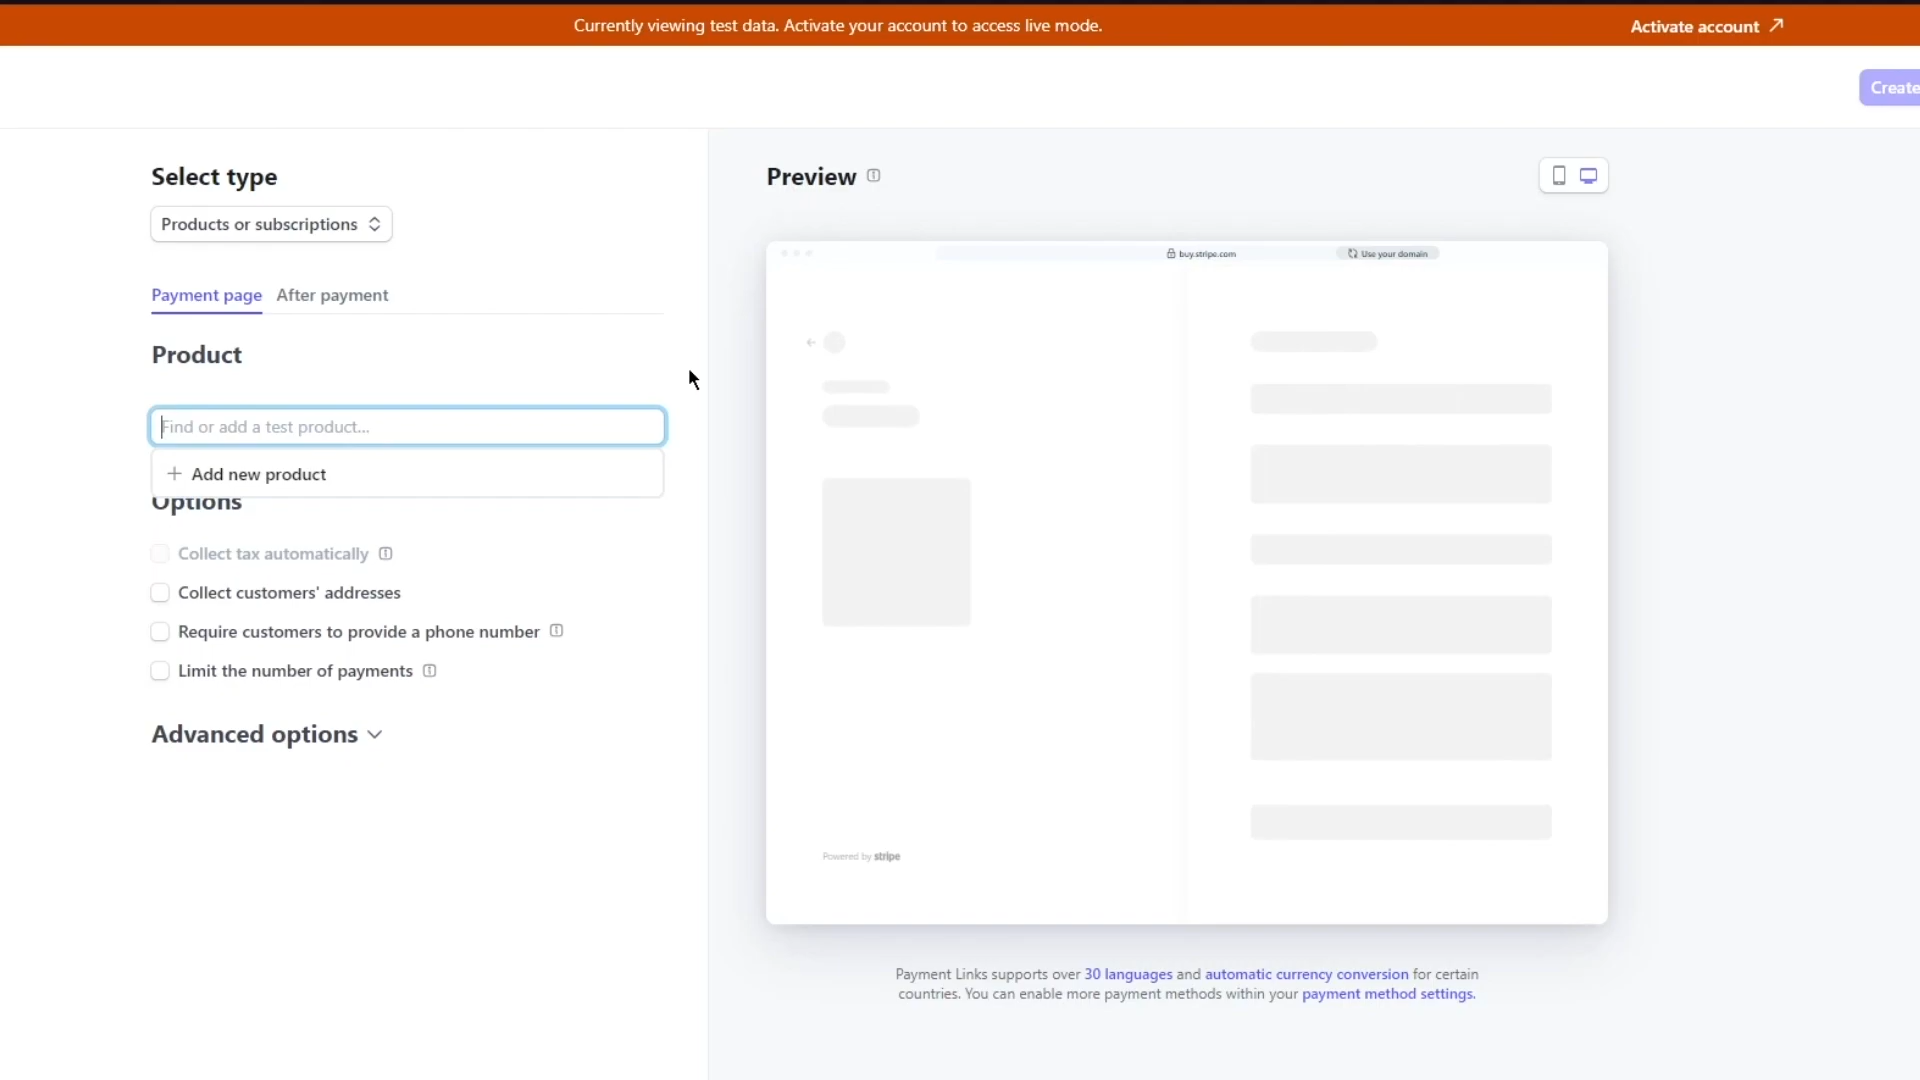 Currently viewing test data. Activate your account to access live mode.
Activate account
Create
Select type
Products or subscriptions
Payment page
After payment
Product
Find or add a test product...
Add new product
Options
Collect tax automatically
Collect customers' addresses
Require customers to provide a phone number
Limit the number of payments
Advanced options
Preview
buy.stripe.com
Use your domain
Powered by stripe
Payment Links supports over 30 languages and automatic currency conversion for certain
countries. You can enable more payment methods within your payment method settings.